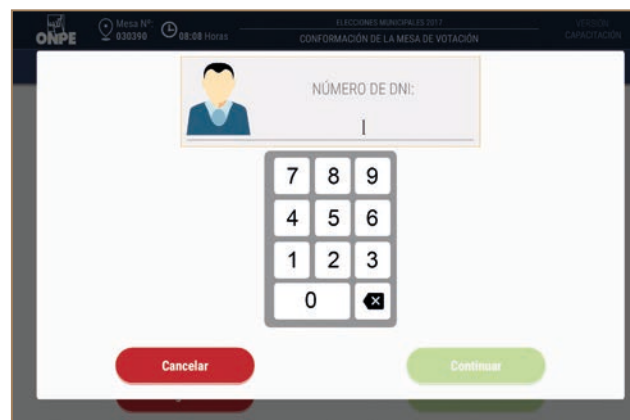 ONPE
Mesa N°:
030390
08:08 Horas
ELECCIONES MUNICIPALES 2017
CONFORMACIÓN DE LA MESA DE VOTACIÓN
VERSIÓN
CAPACITACIÓN
NÚMERO DE DNI:
7 8 9
4 5 6
1 2 3
0
Cancelar
Continuar